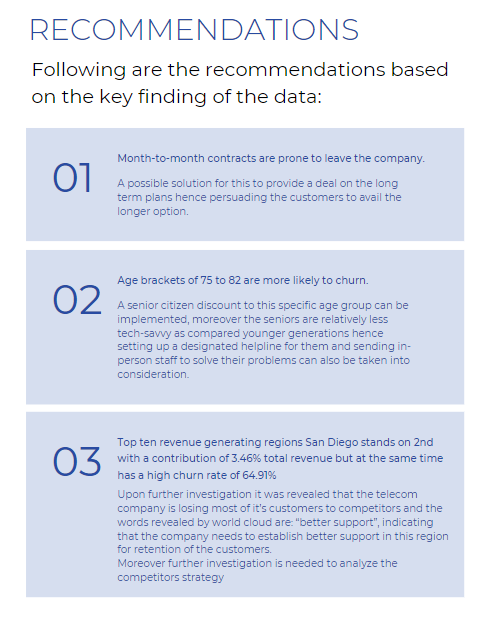 RECOMMENDATIONS
Following are the recommendations based
on the key finding of the data:
01
Month-to-month contracts are prone to leave the company.
A possible solution for this to provide a deal on the long
term plans hence persuading the customers to avail the
longer option.
02
Age brackets of 75 to 82 are more likely to churn.
A senior citizen discount to this specific age group can be
implemented, moreover the seniors are relatively less
tech-savvy as compared younger generations hence
setting up a designated helpline for them and sending in-
person staff to solve their problems can also be taken into
consideration.
03
Top ten revenue generating regions San Diego stands on 2nd
with a contribution of 3.46% total revenue but at the same time
has a high churn rate of 64.91%
Upon further investigation it was revealed that the telecom
company is losing most of it's customers to competitors and the
words revealed by world cloud are: "better support", indicating
that the company needs to establish better support in this region
for retention of the customers.
Moreover further investigation is needed to analyze the
competitors strategy